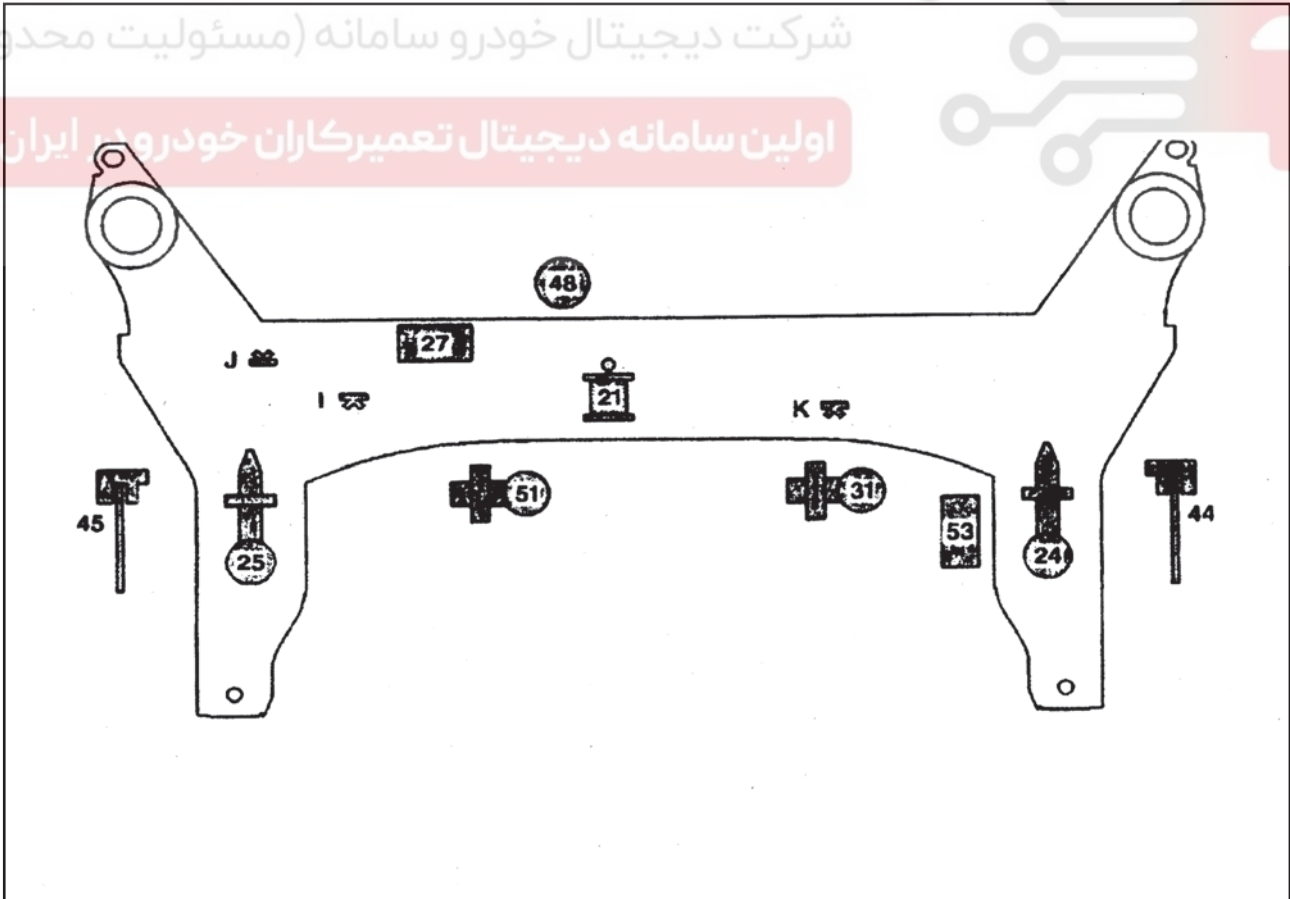 شرکت دیجیتال خودرو سامانه (مسئولیت
اولین سامانه دیجیتال تعمیرکاران خودرو در ایران
48
27
J
I
21
K
45
51
31
53
44
25
24